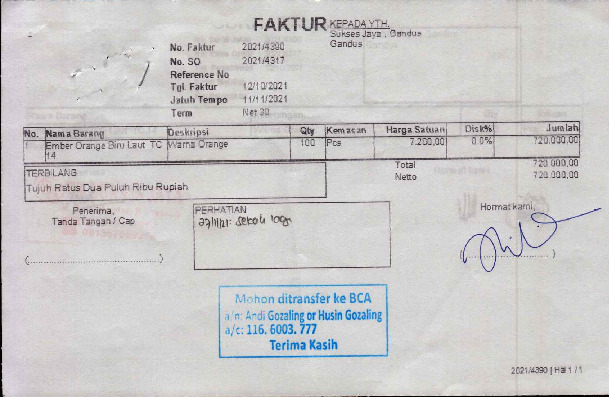 FAKTUR
KEPADA YTH.
Sukses Jaya , Gandus
Gandus
No. Faktur 2021/4390
No. SO 2021/4317
Reference No
Tgl. Faktur 12/10/2021
Jatuh Tempo 11/11/2021
Term Net 30
No. Nama Barang Deskripsi Qty Kemasan Harga Satuan Disk% Jumlah
1 Ember Orange Biru Laut TC Warna Orange 100 Pcs 7.200,00 0.0% 720.000,00
14
Total 720.000,00
Netto 720.000,00
TERBILANG
Tujuh Ratus Dua Puluh Ribu Rupiah
Penerima,
Tanda Tangan / Cap
(....................................)
PERHATIAN
27/11/21:
Hormat kami,
(....................................)
Mohon ditransfer ke BCA
a/n: Andi Gozaling or Husin Gozaling
a/c: 116. 6003. 777
Terima Kasih
2021/4390 | Hal 1 / 1